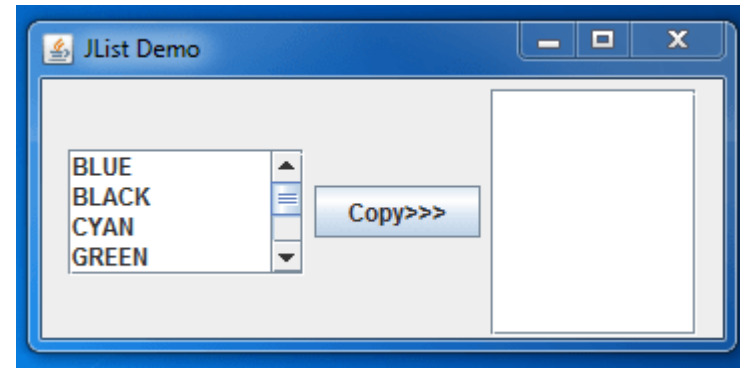 JList Demo
BLUE
BLACK
CYAN
GREEN
Copy>>>